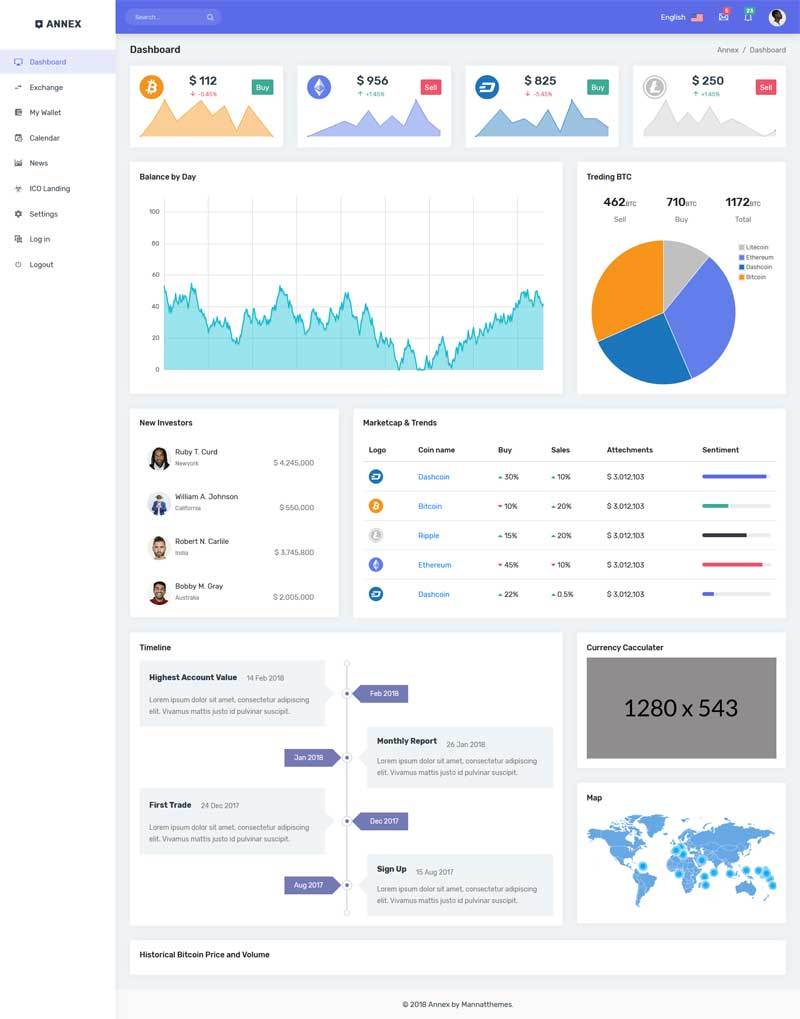 ANNEX
Search...
English
5
23
Dashboard
Exchange
My Wallet
Calendar
News
ICO Landing
Settings
Log in
Logout
Dashboard
Annex / Dashboard
$ 112
-0.45%
Buy
$ 956
+1.45%
Sell
$ 825
-5.45%
Buy
$ 250
+1.45%
Sell
Balance by Day
100
80
60
40
20
0
Treding BTC
462BTC 710BTC 1172BTC
Sell Buy Total
Litecoin
Ethereum
Dashcoin
Bitcoin
New Investors
Ruby T. Curd
Newyork
$ 4,245,000
William A. Johnson
California
$ 550,000
Robert N. Carlile
India
$ 3,745,800
Bobby M. Gray
Australia
$ 2,005,000
Marketcap & Trends
Logo Coin name Buy Sales Attechments Sentiment
Dashcoin 30% 10% $ 3,012,103
Bitcoin 10% 20% $ 3,012,103
Ripple 15% 20% $ 3,012,103
Ethereum 45% 10% $ 3,012,103
Dashcoin 22% 0.5% $ 3,012,103
Timeline
Highest Account Value 14 Feb 2018
Lorem ipsum dolor sit amet, consectetur adipiscing
elit. Vivamus mattis justo id pulvinar suscipit.
Feb 2018
Monthly Report 26 Jan 2018
Lorem ipsum dolor sit amet, consectetur adipiscing
elit. Vivamus mattis justo id pulvinar suscipit.
Jan 2018
First Trade 24 Dec 2017
Lorem ipsum dolor sit amet, consectetur adipiscing
elit. Vivamus mattis justo id pulvinar suscipit.
Dec 2017
Sign Up 15 Aug 2017
Lorem ipsum dolor sit amet, consectetur adipiscing
elit. Vivamus mattis justo id pulvinar suscipit.
Aug 2017
Currency Cacculater
1280 x 543
Map
Historical Bitcoin Price and Volume
© 2018 Annex by Mannatthemes.